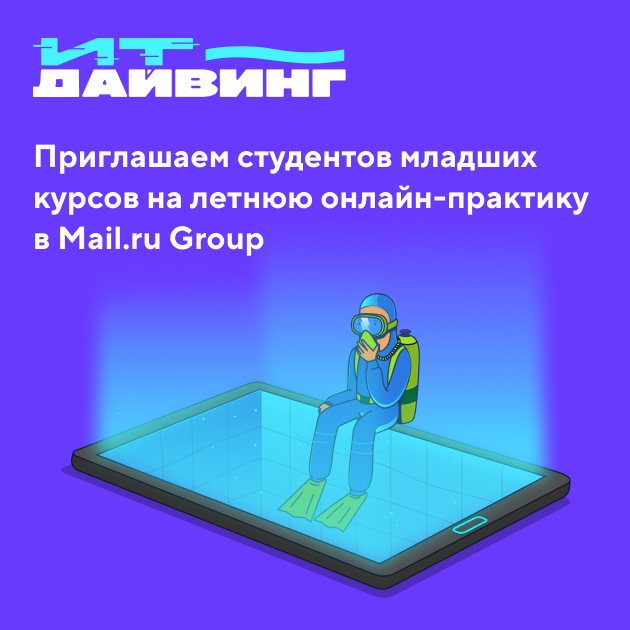 ИТ
ДАЙВИНГ
Приглашаем студентов младших
курсов на летнюю онлайн-практику
в Mail.ru Group